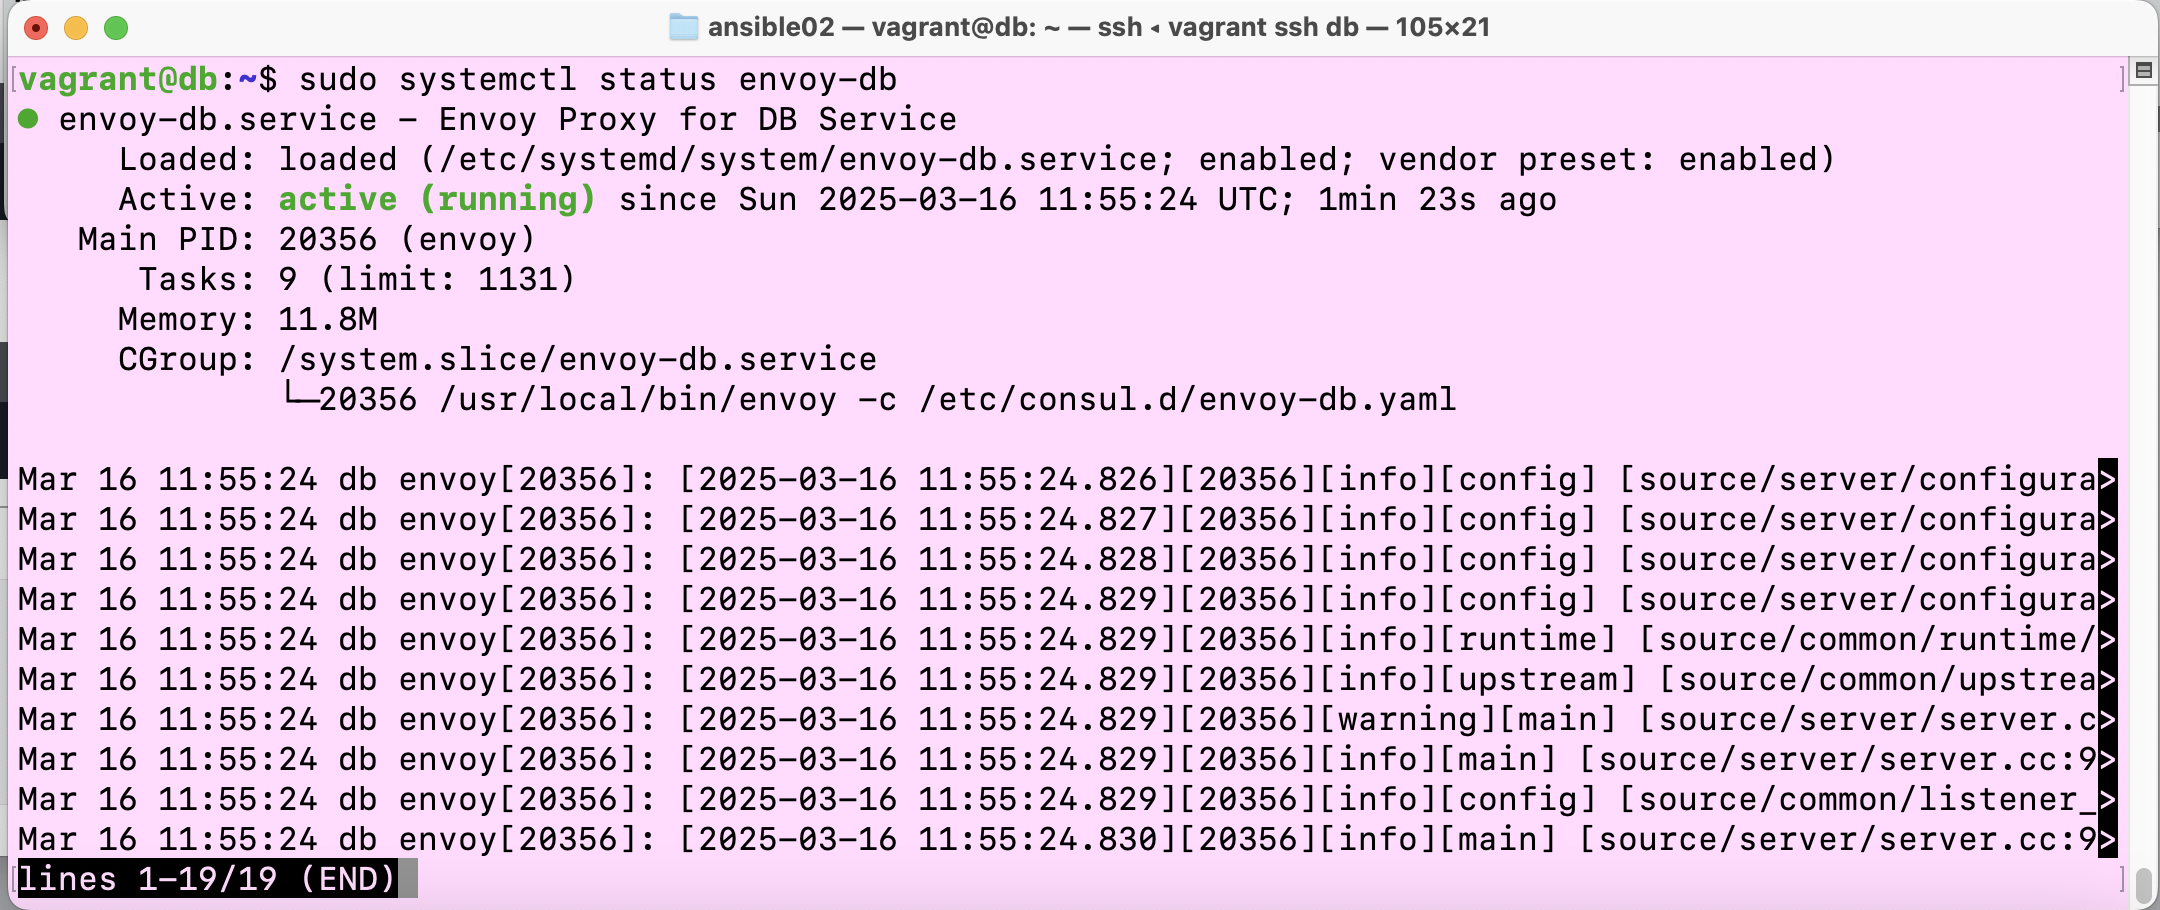 ansible02 — vagrant@db: ~ — ssh ◂ vagrant ssh db — 105×21
[vagrant@db:~$ sudo systemctl status envoy-db ]
● envoy-db.service - Envoy Proxy for DB Service
     Loaded: loaded (/etc/systemd/system/envoy-db.service; enabled; vendor preset: enabled)
     Active: active (running) since Sun 2025-03-16 11:55:24 UTC; 1min 23s ago
   Main PID: 20356 (envoy)
      Tasks: 9 (limit: 1131)
     Memory: 11.8M
     CGroup: /system.slice/envoy-db.service
             └─20356 /usr/local/bin/envoy -c /etc/consul.d/envoy-db.yaml
Mar 16 11:55:24 db envoy[20356]: [2025-03-16 11:55:24.826][20356][info][config] [source/server/configura>
Mar 16 11:55:24 db envoy[20356]: [2025-03-16 11:55:24.827][20356][info][config] [source/server/configura>
Mar 16 11:55:24 db envoy[20356]: [2025-03-16 11:55:24.828][20356][info][config] [source/server/configura>
Mar 16 11:55:24 db envoy[20356]: [2025-03-16 11:55:24.829][20356][info][config] [source/server/configura>
Mar 16 11:55:24 db envoy[20356]: [2025-03-16 11:55:24.829][20356][info][runtime] [source/common/runtime/>
Mar 16 11:55:24 db envoy[20356]: [2025-03-16 11:55:24.829][20356][info][upstream] [source/common/upstrea>
Mar 16 11:55:24 db envoy[20356]: [2025-03-16 11:55:24.829][20356][warning][main] [source/server/server.c>
Mar 16 11:55:24 db envoy[20356]: [2025-03-16 11:55:24.829][20356][info][main] [source/server/server.cc:9>
Mar 16 11:55:24 db envoy[20356]: [2025-03-16 11:55:24.829][20356][info][config] [source/common/listener_>
Mar 16 11:55:24 db envoy[20356]: [2025-03-16 11:55:24.830][20356][info][main] [source/server/server.cc:9>
[lines 1-19/19 (END) ]